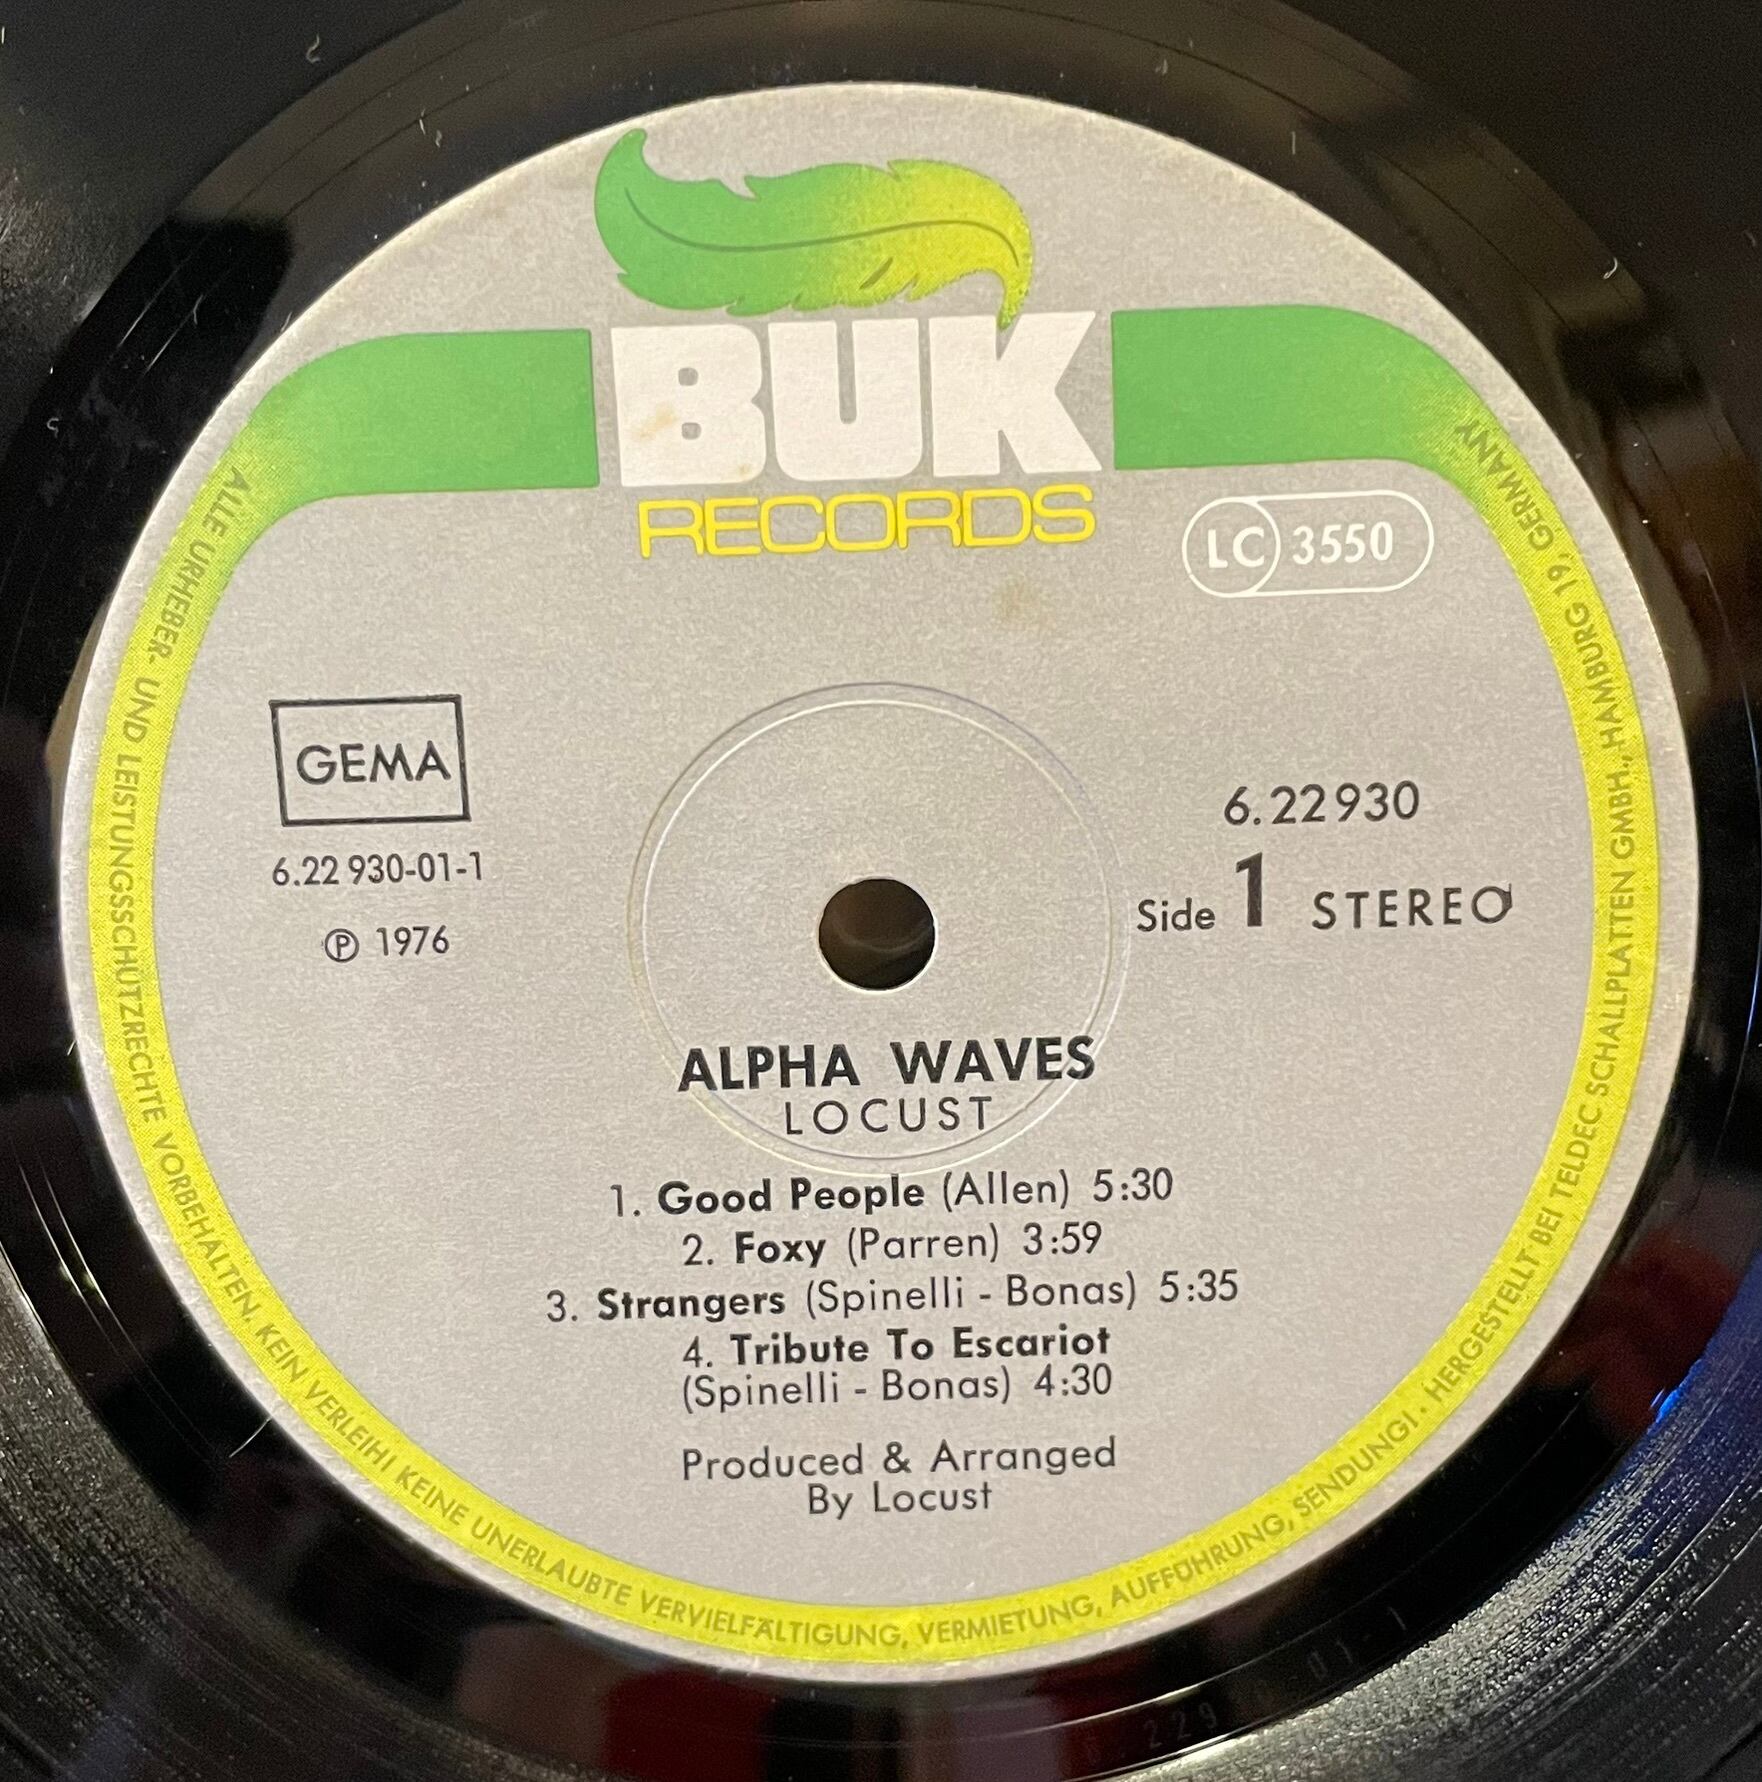 BUK
RECORDS
LC 3550
GEMA
6.22 930-01-1
℗ 1976
6.22930
Side 1 STEREO
ALPHA WAVES
LOCUST
1. Good People (Allen) 5:30
2. Foxy (Parren) 3:59
3. Strangers (Spinelli - Bonas) 5:35
4. Tribute To Escariot
(Spinelli - Bonas) 4:30
Produced & Arranged
By Locust
ALLE URHEBER- UND LEISTUNGSSCHUTZRECHTE VORBEHALTEN. KEIN VERLEIH! KEINE UNERLAUBTE VERVIELFÄLTIGUNG, VERMIETUNG, AUFFÜHRUNG, SENDUNG! · HERGESTELLT BEI TELDEC SCHALLPLATTEN GMBH., HAMBURG 19, GERMANY